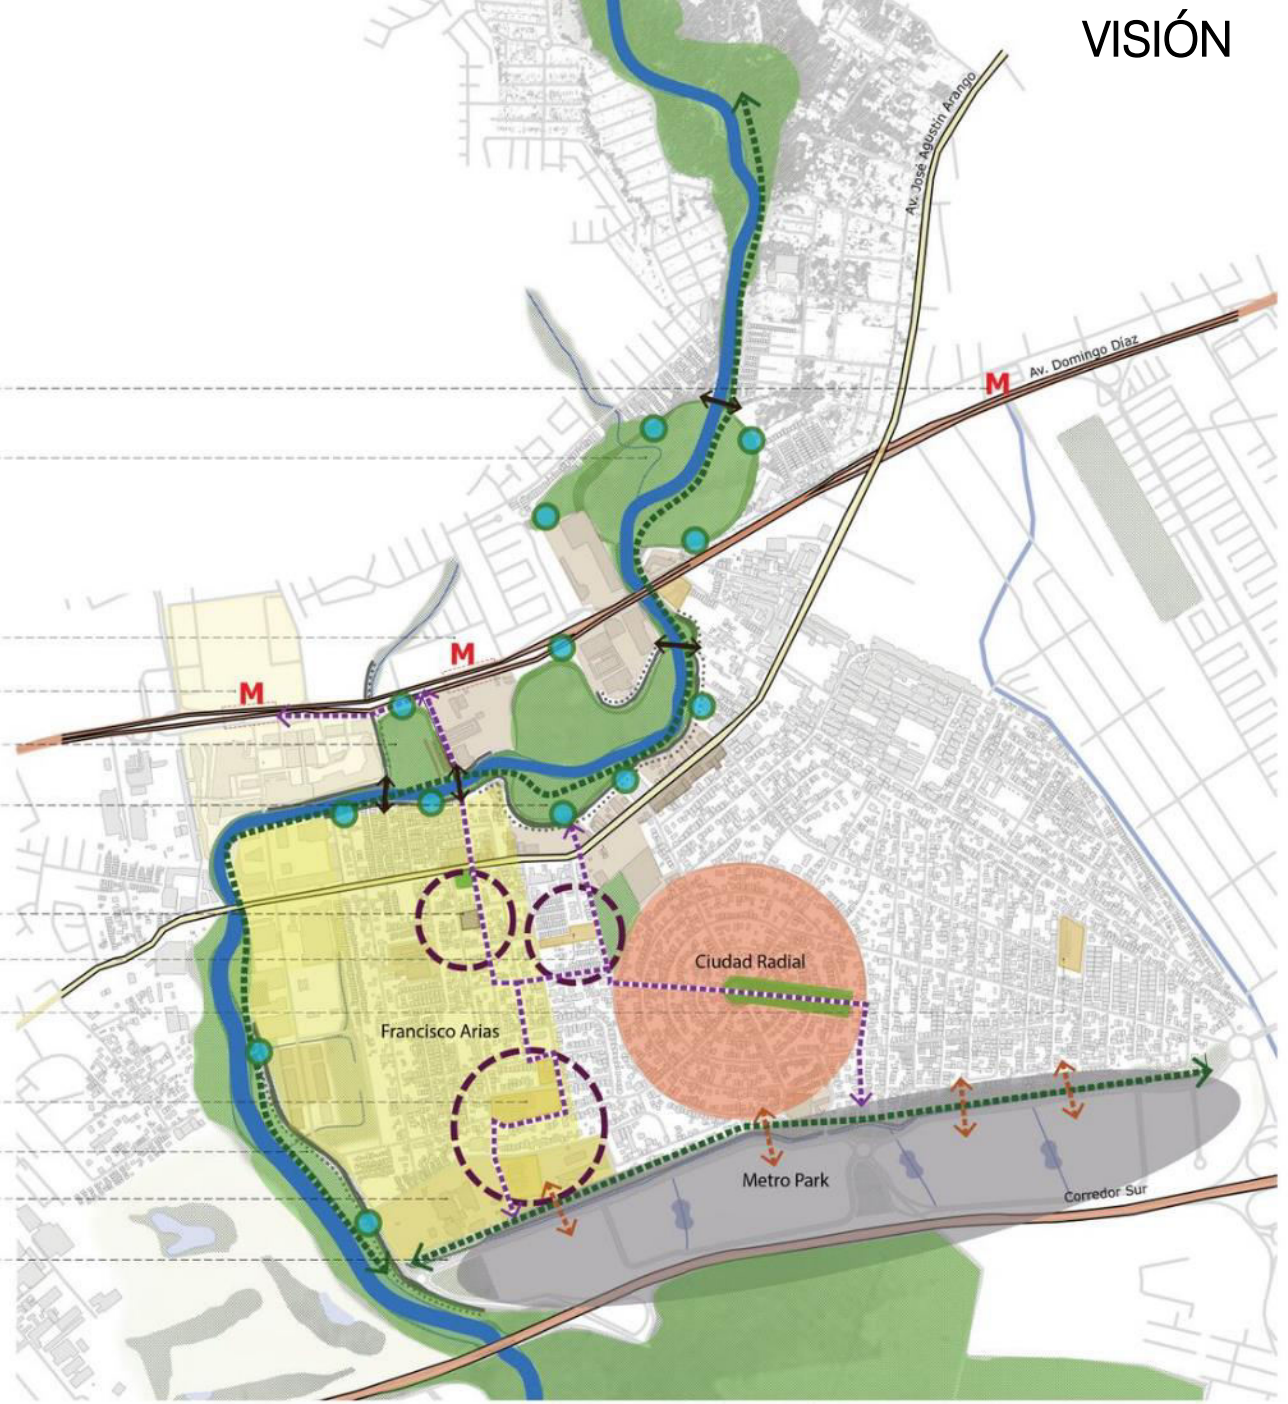 VISIÓN
Av. José Agustín Arango
Av. Domingo Díaz
M
M
M
Ciudad Radial
Francisco Arias
Metro Park
Corredor Sur